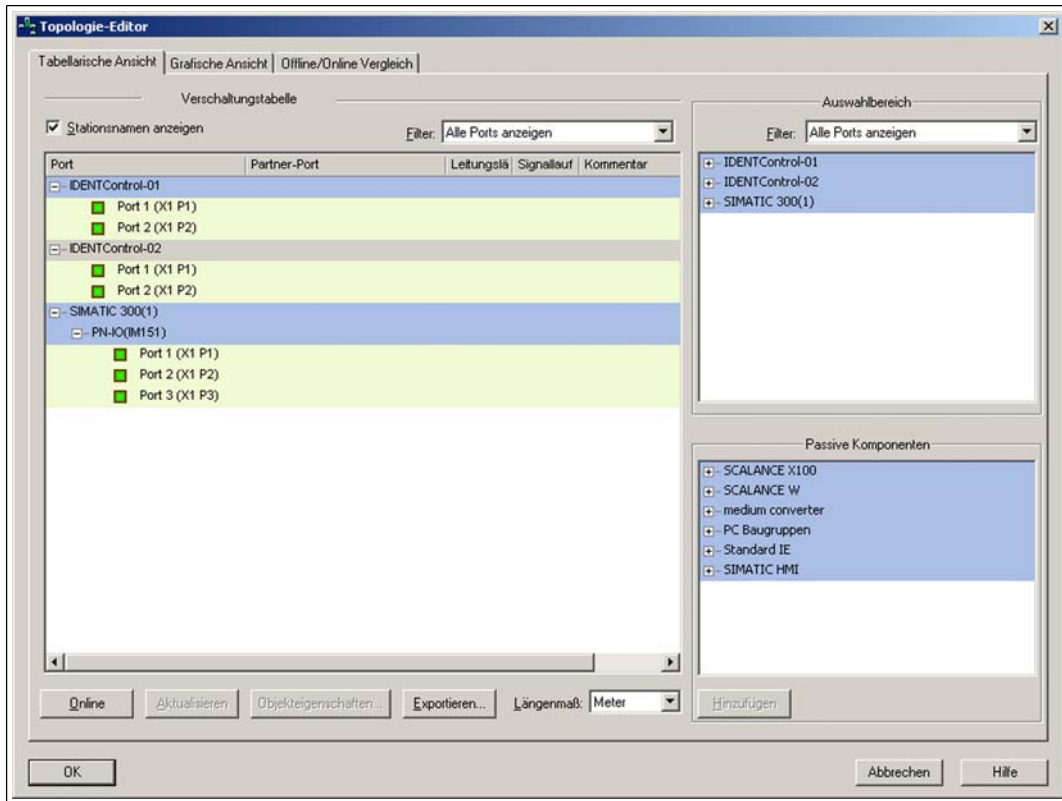 Topologie-Editor
Tabellarische Ansicht Grafische Ansicht Offline/Online Vergleich
Verschaltungstabelle
Stationsnamen anzeigen Filter: Alle Ports anzeigen
Port Partner-Port Leitungslä Signallauf Kommentar
IDENTControl-01
Port 1 (X1 P1)
Port 2 (X1 P2)
IDENTControl-02
Port 1 (X1 P1)
Port 2 (X1 P2)
SIMATIC 300(1)
PN-IO(IM151)
Port 1 (X1 P1)
Port 2 (X1 P2)
Port 3 (X1 P3)
Online Aktualisieren Objekteigenschaften... Exportieren... Längenmaß: Meter
Auswahlbereich
Filter: Alle Ports anzeigen
IDENTControl-01
IDENTControl-02
SIMATIC 300(1)
Passive Komponenten
SCALANCE X100
SCALANCE W
medium converter
PC Baugruppen
Standard IE
SIMATIC HMI
Hinzufügen
OK Abbrechen Hilfe